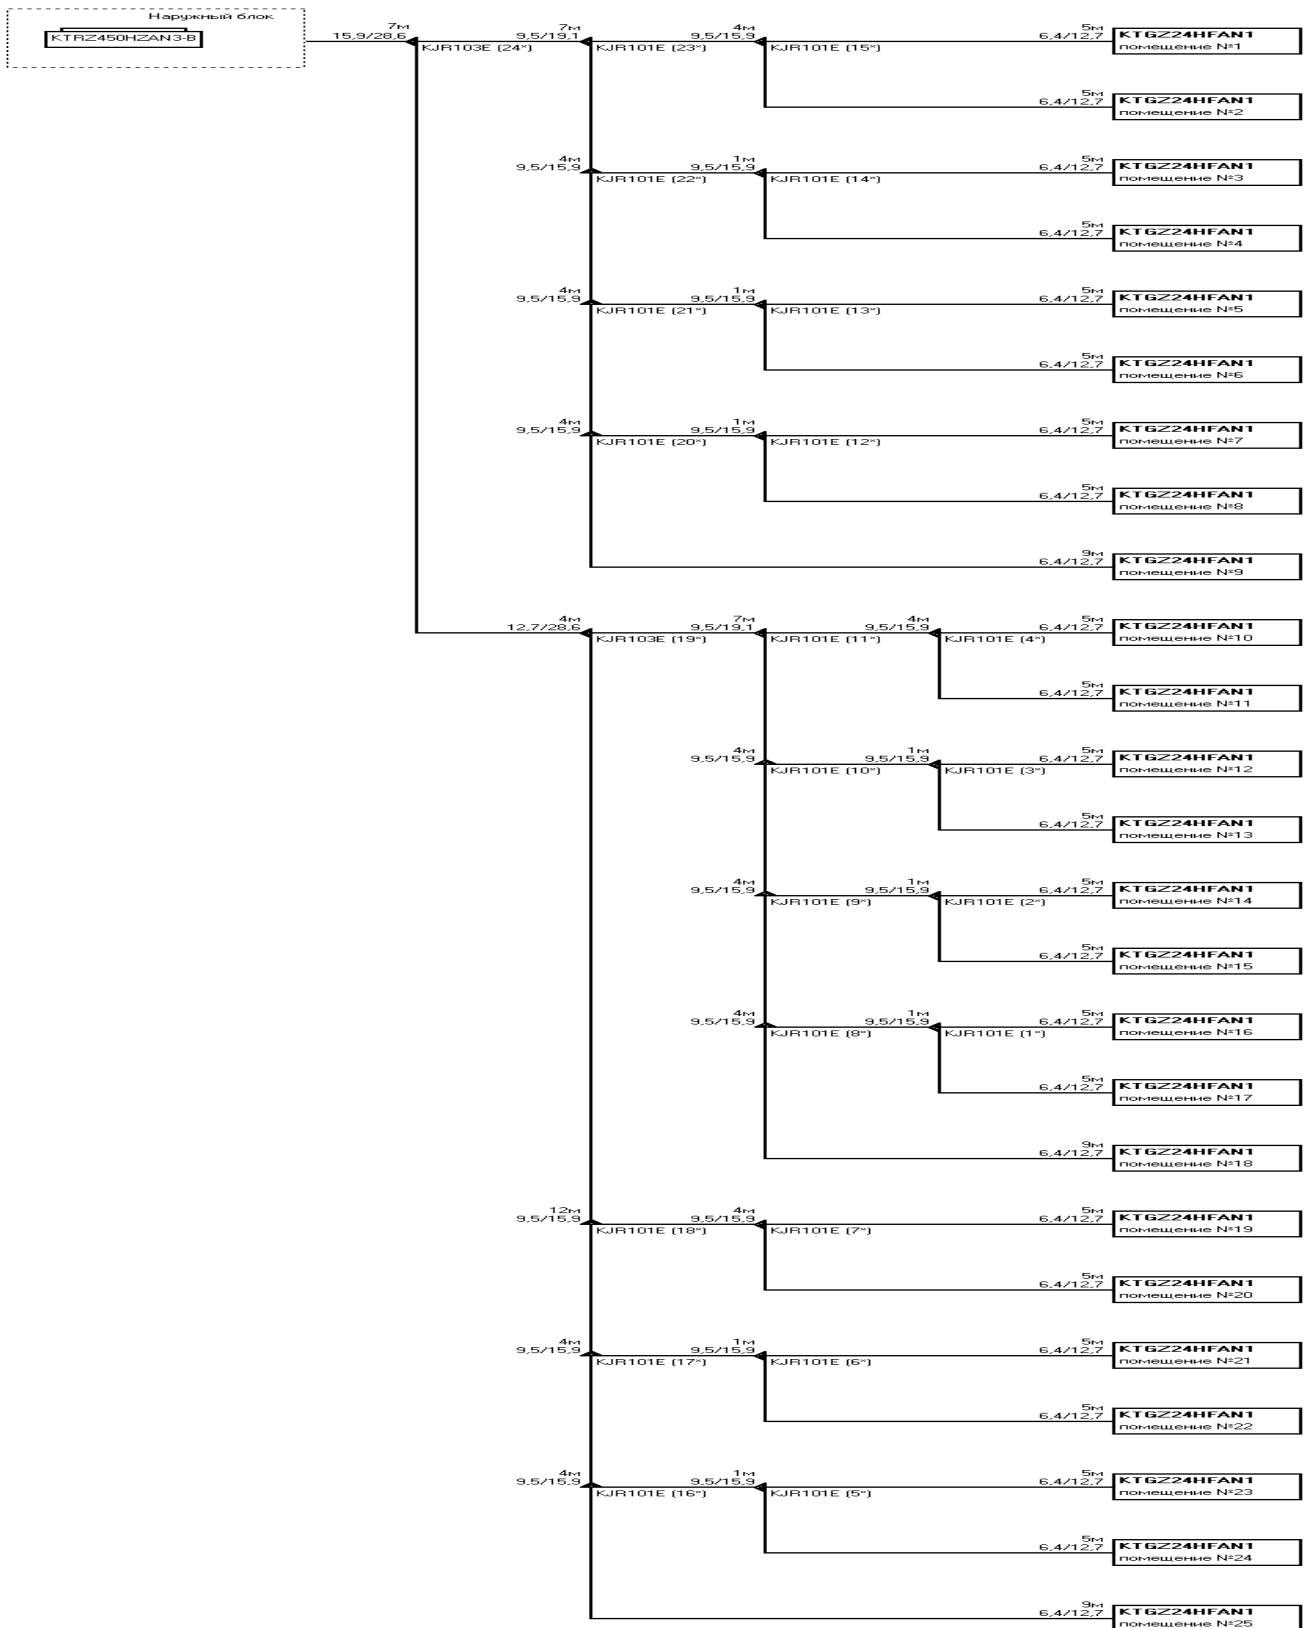 Наружный блок
KTRZ450HZAN3-B
7м
15,9/28,6
KJR103E (24*)
7м
9,5/19,1
KJR101E (23*)
4м
9,5/15,9
KJR101E (15*)
5м
6,4/12,7
KTGZ24HFAN1
помещение №1
5м
6,4/12,7
KTGZ24HFAN1
помещение №2
4м
9,5/15,9
KJR101E (22*)
1м
9,5/15,9
KJR101E (14*)
5м
6,4/12,7
KTGZ24HFAN1
помещение №3
5м
6,4/12,7
KTGZ24HFAN1
помещение №4
4м
9,5/15,9
KJR101E (21*)
1м
9,5/15,9
KJR101E (13*)
5м
6,4/12,7
KTGZ24HFAN1
помещение №5
5м
6,4/12,7
KTGZ24HFAN1
помещение №6
4м
9,5/15,9
KJR101E (20*)
1м
9,5/15,9
KJR101E (12*)
5м
6,4/12,7
KTGZ24HFAN1
помещение №7
5м
6,4/12,7
KTGZ24HFAN1
помещение №8
9м
6,4/12,7
KTGZ24HFAN1
помещение №9
4м
12,7/28,6
KJR103E (19*)
7м
9,5/19,1
KJR101E (11*)
4м
9,5/15,9
KJR101E (4*)
5м
6,4/12,7
KTGZ24HFAN1
помещение №10
5м
6,4/12,7
KTGZ24HFAN1
помещение №11
4м
9,5/15,9
KJR101E (10*)
1м
9,5/15,9
KJR101E (3*)
5м
6,4/12,7
KTGZ24HFAN1
помещение №12
5м
6,4/12,7
KTGZ24HFAN1
помещение №13
4м
9,5/15,9
KJR101E (9*)
1м
9,5/15,9
KJR101E (2*)
5м
6,4/12,7
KTGZ24HFAN1
помещение №14
5м
6,4/12,7
KTGZ24HFAN1
помещение №15
4м
9,5/15,9
KJR101E (8*)
1м
9,5/15,9
KJR101E (1*)
5м
6,4/12,7
KTGZ24HFAN1
помещение №16
5м
6,4/12,7
KTGZ24HFAN1
помещение №17
9м
6,4/12,7
KTGZ24HFAN1
помещение №18
12м
9,5/15,9
KJR101E (18*)
4м
9,5/15,9
KJR101E (7*)
5м
6,4/12,7
KTGZ24HFAN1
помещение №19
5м
6,4/12,7
KTGZ24HFAN1
помещение №20
4м
9,5/15,9
KJR101E (17*)
1м
9,5/15,9
KJR101E (6*)
5м
6,4/12,7
KTGZ24HFAN1
помещение №21
5м
6,4/12,7
KTGZ24HFAN1
помещение №22
4м
9,5/15,9
KJR101E (16*)
1м
9,5/15,9
KJR101E (5*)
5м
6,4/12,7
KTGZ24HFAN1
помещение №23
5м
6,4/12,7
KTGZ24HFAN1
помещение №24
9м
6,4/12,7
KTGZ24HFAN1
помещение №25